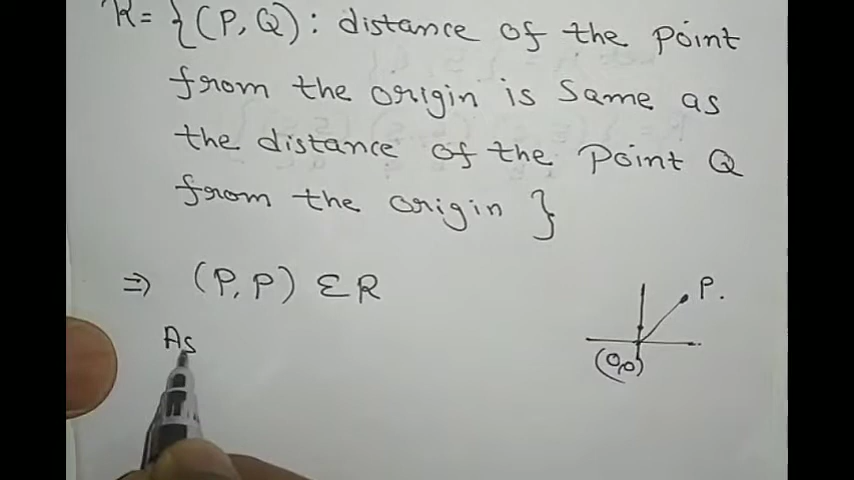 R = {(P, Q) : distance of the point
from the origin is same as
the distance of the point Q
from the origin }
⇒ (P, P) ∈ R
P.
As
(0,0)